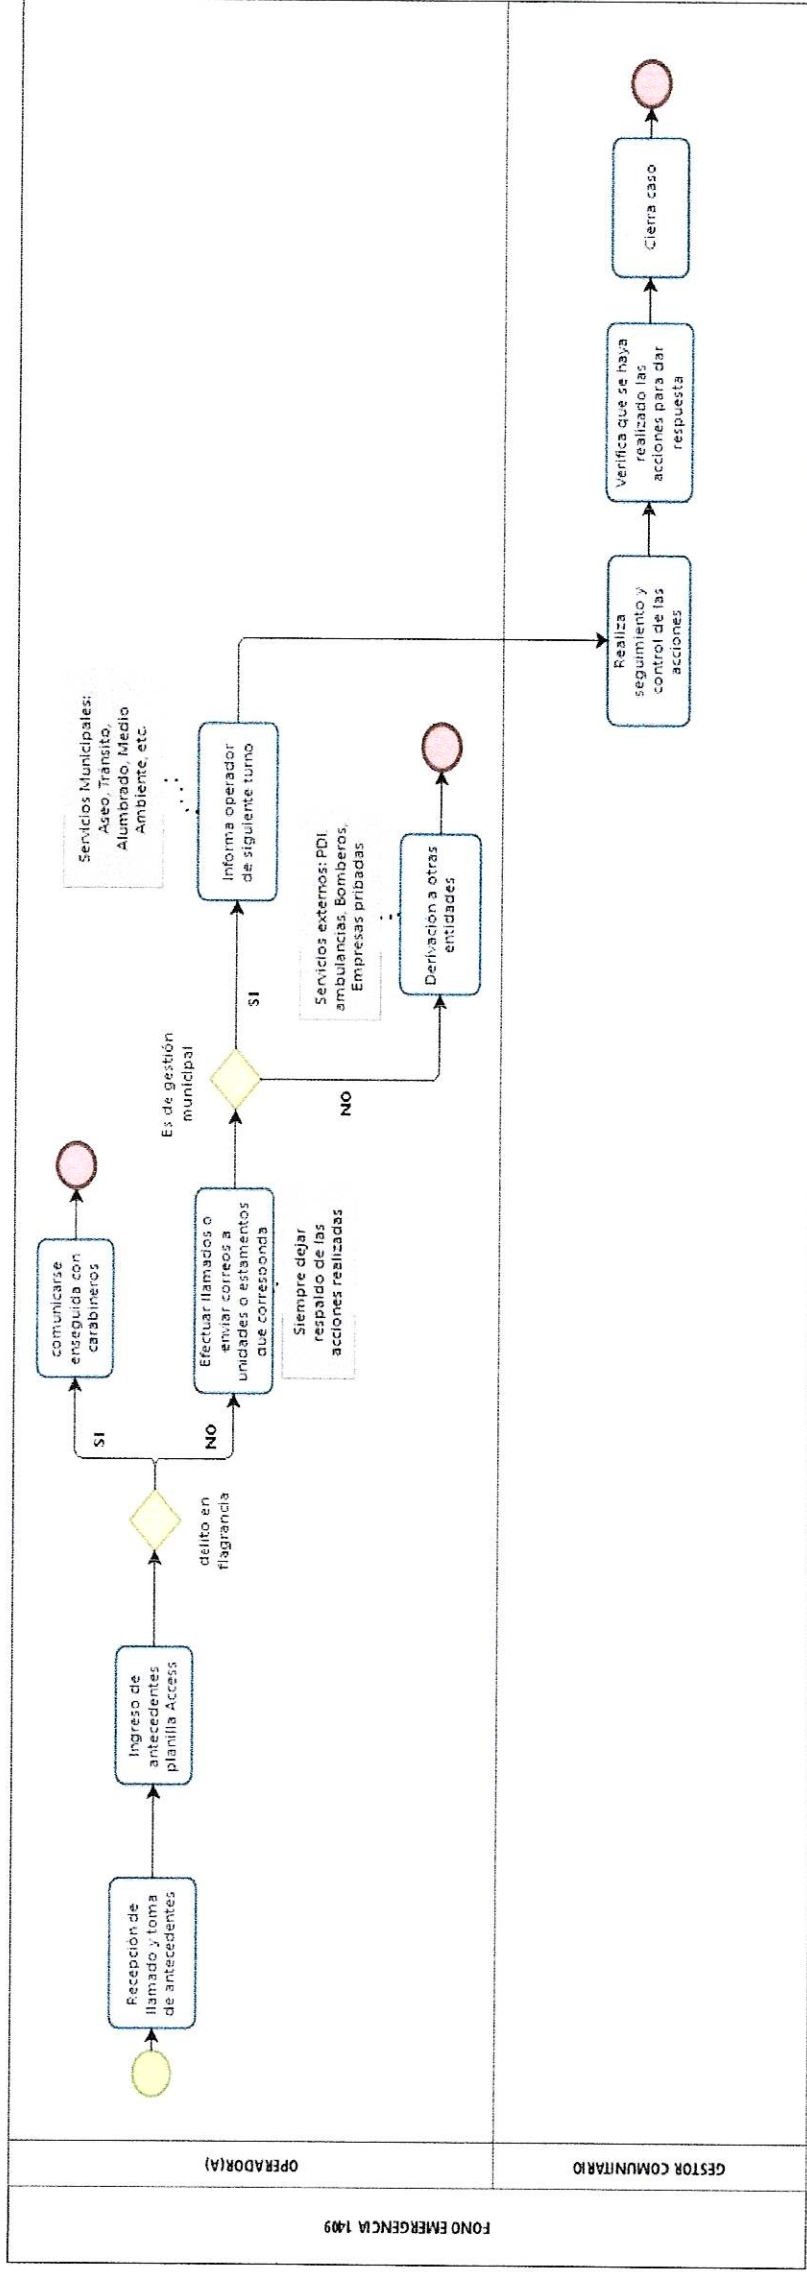 FONO EMERGENCIA 1409
OPERADOR(A)
GESTOR COMUNITARIO
Recepción de
llamado y toma
de antecedentes
Ingreso de
antecedentes
planilla Access
delito en
flagrancia
SI
NO
comunicarse
enseguida con
carabineros
Efectuar llamados o
enviar correos a
unidades o estamentos
que corresponda
Siempre dejar
respaldo de las
acciones realizadas
Es de gestión
municipal
SI
NO
Servicios Municipales:
Aseo, Tránsito,
Alumbrado, Medio
Ambiente, etc.
Informa operador
de siguiente turno
Servicios externos: PDI,
ambulancias, Bomberos,
Empresas pribadas
Derivación a otras
entidades
Realiza
seguimiento y
control de las
acciones
Verifica que se haya
realizado las
acciones para dar
respuesta
Cierra caso